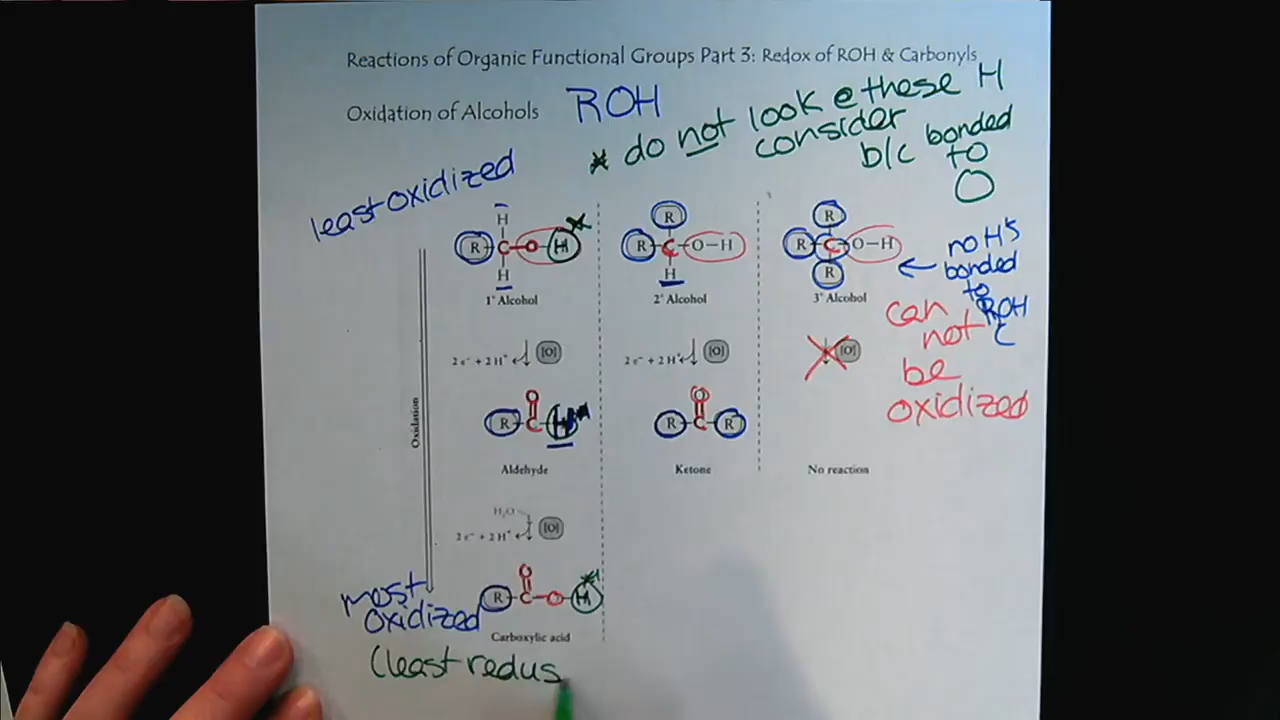 Reactions of Organic Functional Groups Part 3: Redox of ROH & Carbonyls
Oxidation of Alcohols ROH
* do not look @ these H
consider
b/c bonded
to
O
least oxidized
H
R-C-O-H
H
1° Alcohol
R
R-C-O-H
H
2° Alcohol
R
R-C-O-H
R
3° Alcohol
← no H's
bonded
to
ROH
C
can
not
be
oxidized
2 e⁻ + 2 H⁺ [O]
2 e⁻ + 2 H⁺ [O]
[O]
Oxidation
O
R-C-H
Aldehyde
O
R-C-R
Ketone
No reaction
H₂O
2 e⁻ + 2 H⁺ [O]
most
oxidized
O
R-C-O-H
Carboxylic acid
(least redus